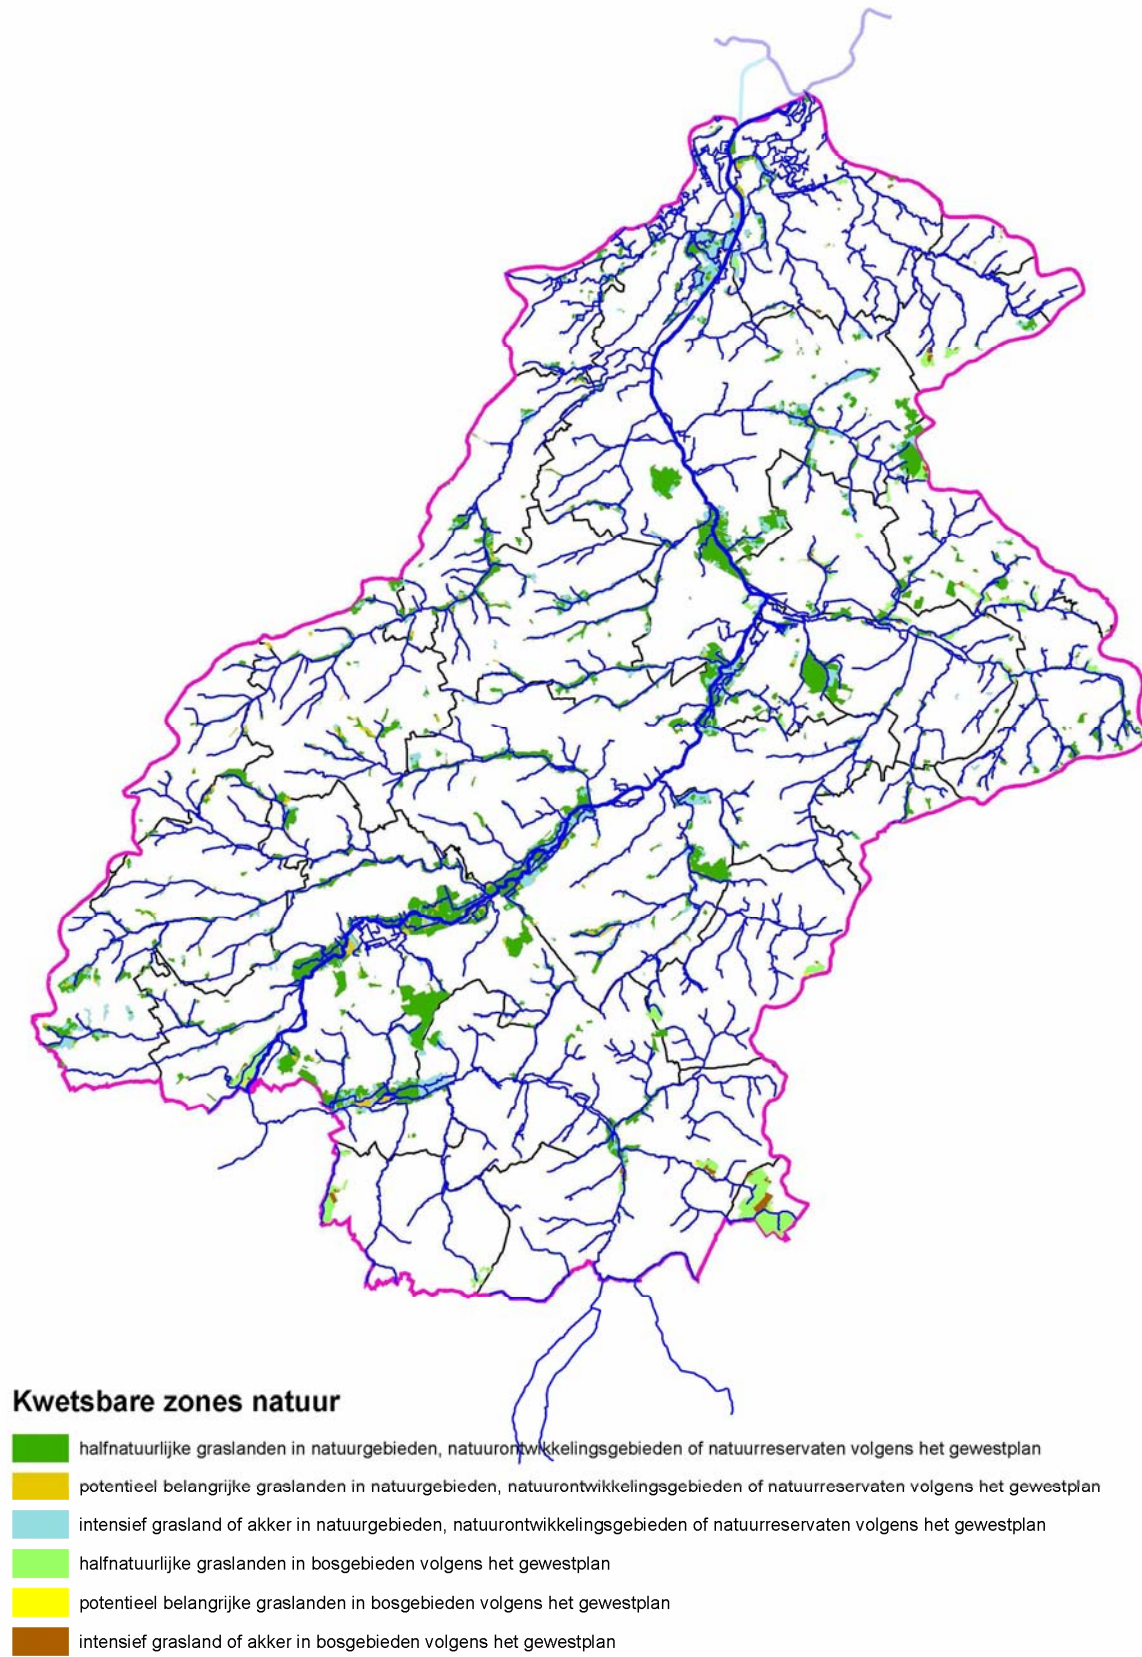 Kwetsbare zones natuur
halfnatuurlijke graslanden in natuurgebieden, natuurontwikkelingsgebieden of natuurreservaten volgens het gewestplan
potentieel belangrijke graslanden in natuurgebieden, natuurontwikkelingsgebieden of natuurreservaten volgens het gewestplan
intensief grasland of akker in natuurgebieden, natuurontwikkelingsgebieden of natuurreservaten volgens het gewestplan
halfnatuurlijke graslanden in bosgebieden volgens het gewestplan
potentieel belangrijke graslanden in bosgebieden volgens het gewestplan
intensief grasland of akker in bosgebieden volgens het gewestplan